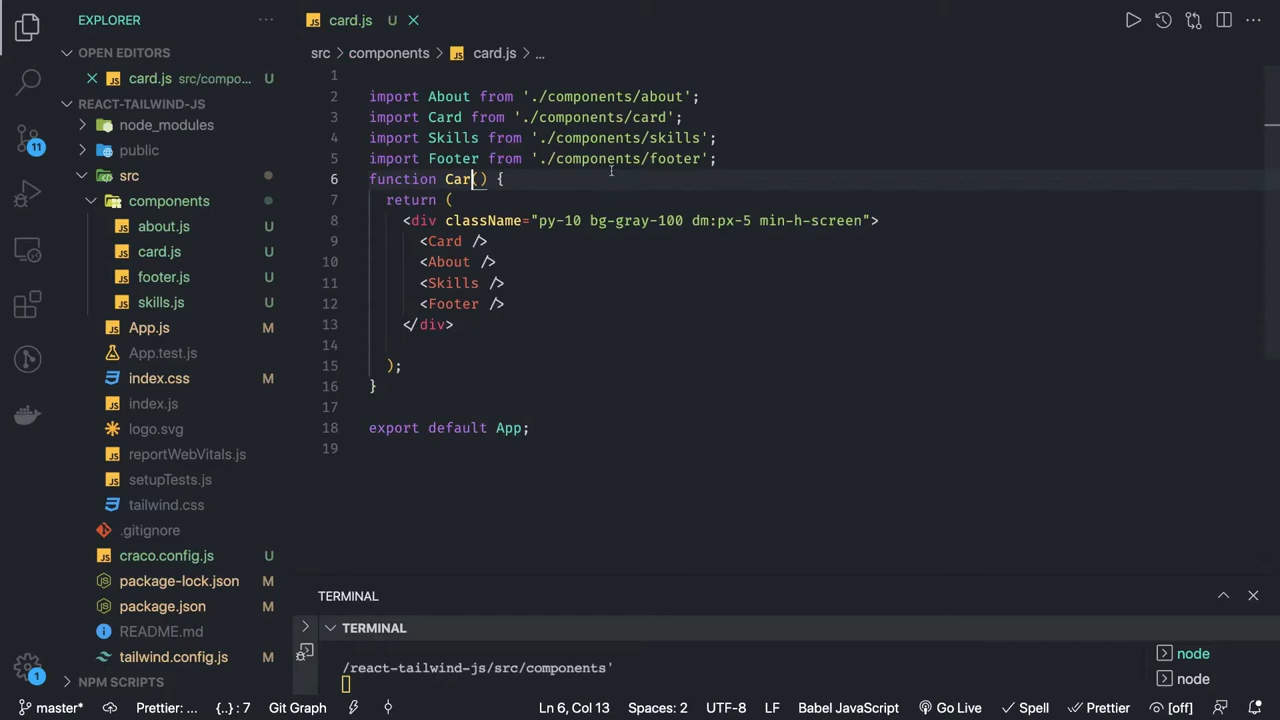 EXPLORER
OPEN EDITORS
card.js src/compo... U
REACT-TAILWIND-JS
node_modules
public
src
components
about.js U
card.js U
footer.js U
skills.js U
App.js M
App.test.js
index.css M
index.js
logo.svg
reportWebVitals.js
setupTests.js
tailwind.css
.gitignore
craco.config.js U
package-lock.json M
package.json M
README.md
tailwind.config.js M
NPM SCRIPTS
11
1
card.js U
src > components > card.js > ...
1
2 import About from './components/about';
3 import Card from './components/card';
4 import Skills from './components/skills';
5 import Footer from './components/footer';
6 function Car() {
7 return (
8 <div className="py-10 bg-gray-100 dm:px-5 min-h-screen">
9 <Card />
10 <About />
11 <Skills />
12 <Footer />
13 </div>
14
15 );
16 }
17
18 export default App;
19
TERMINAL
TERMINAL
/react-tailwind-js/src/components'
node
node
master* Prettier: ... {..} : 7 Git Graph Ln 6, Col 13 Spaces: 2 UTF-8 LF Babel JavaScript Go Live Spell Prettier [off]